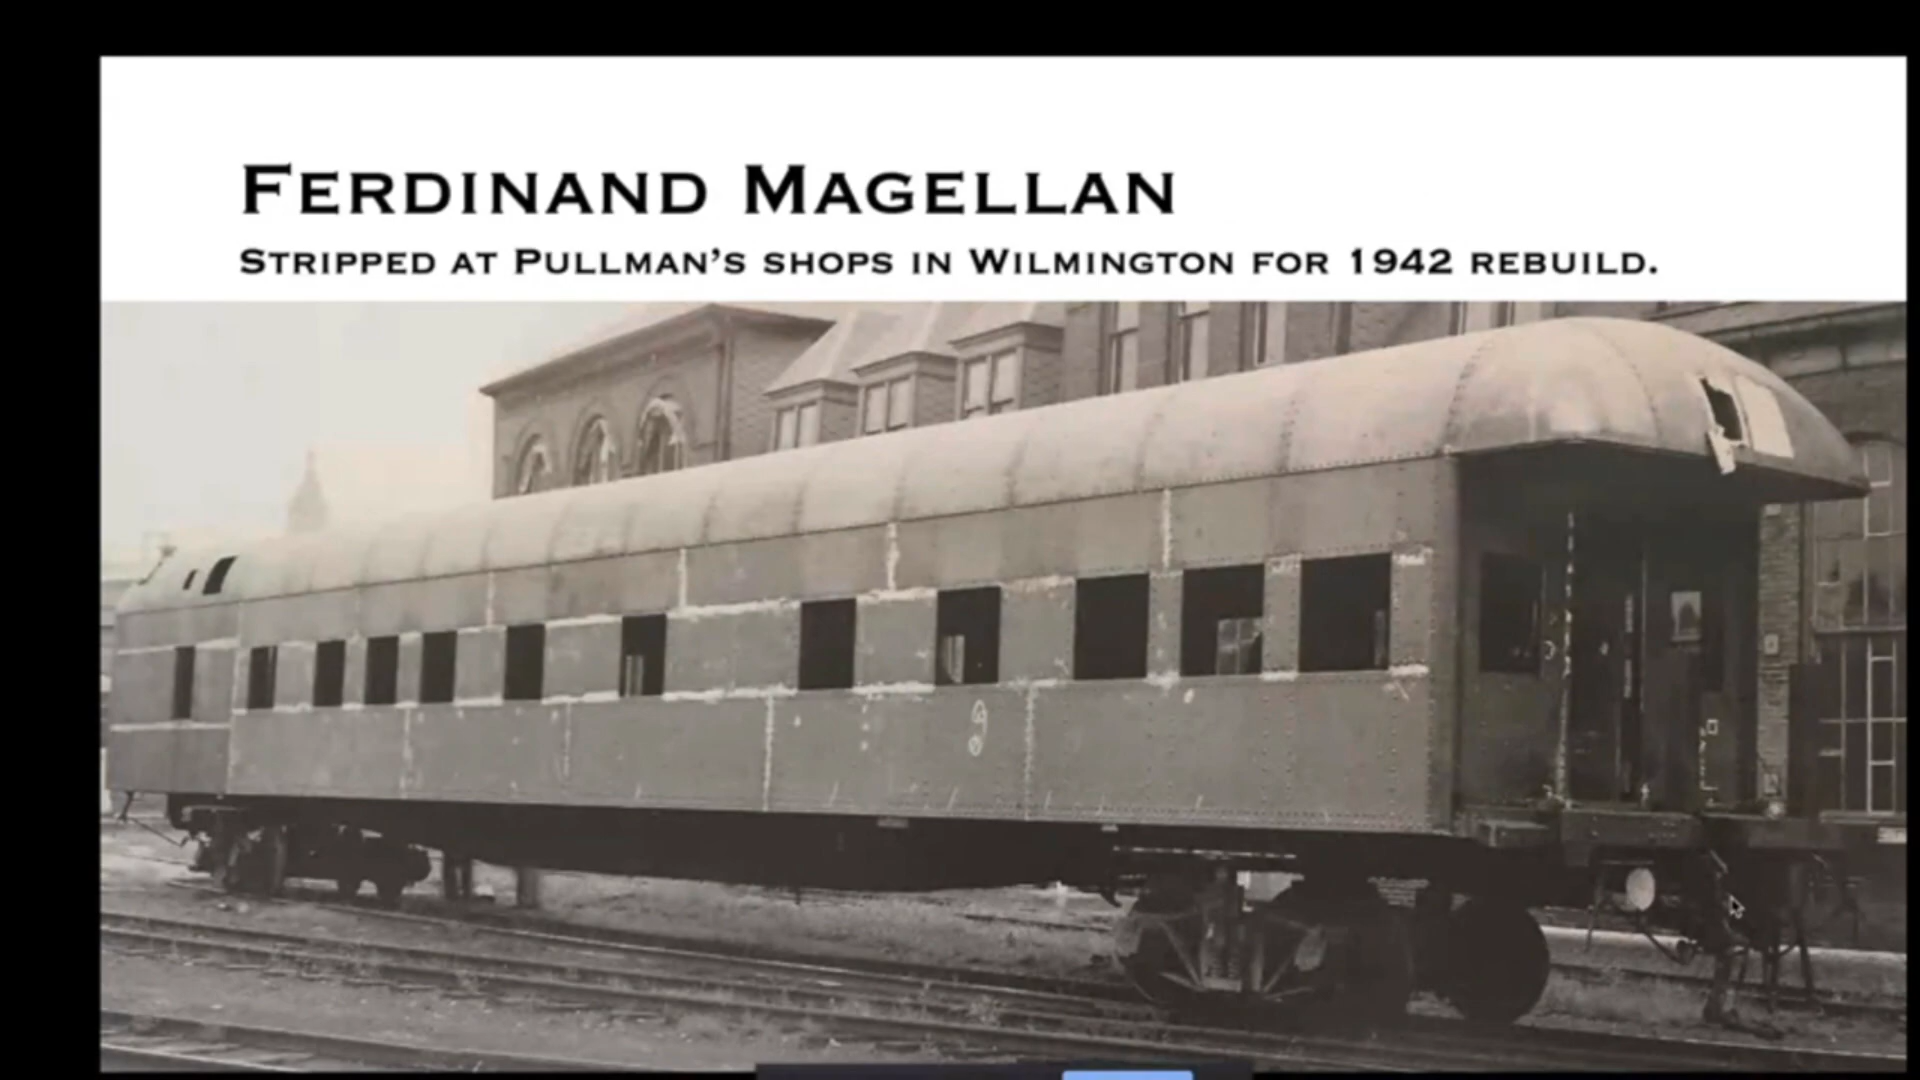 Ferdinand Magellan
Stripped at Pullman's shops in Wilmington for 1942 rebuild.